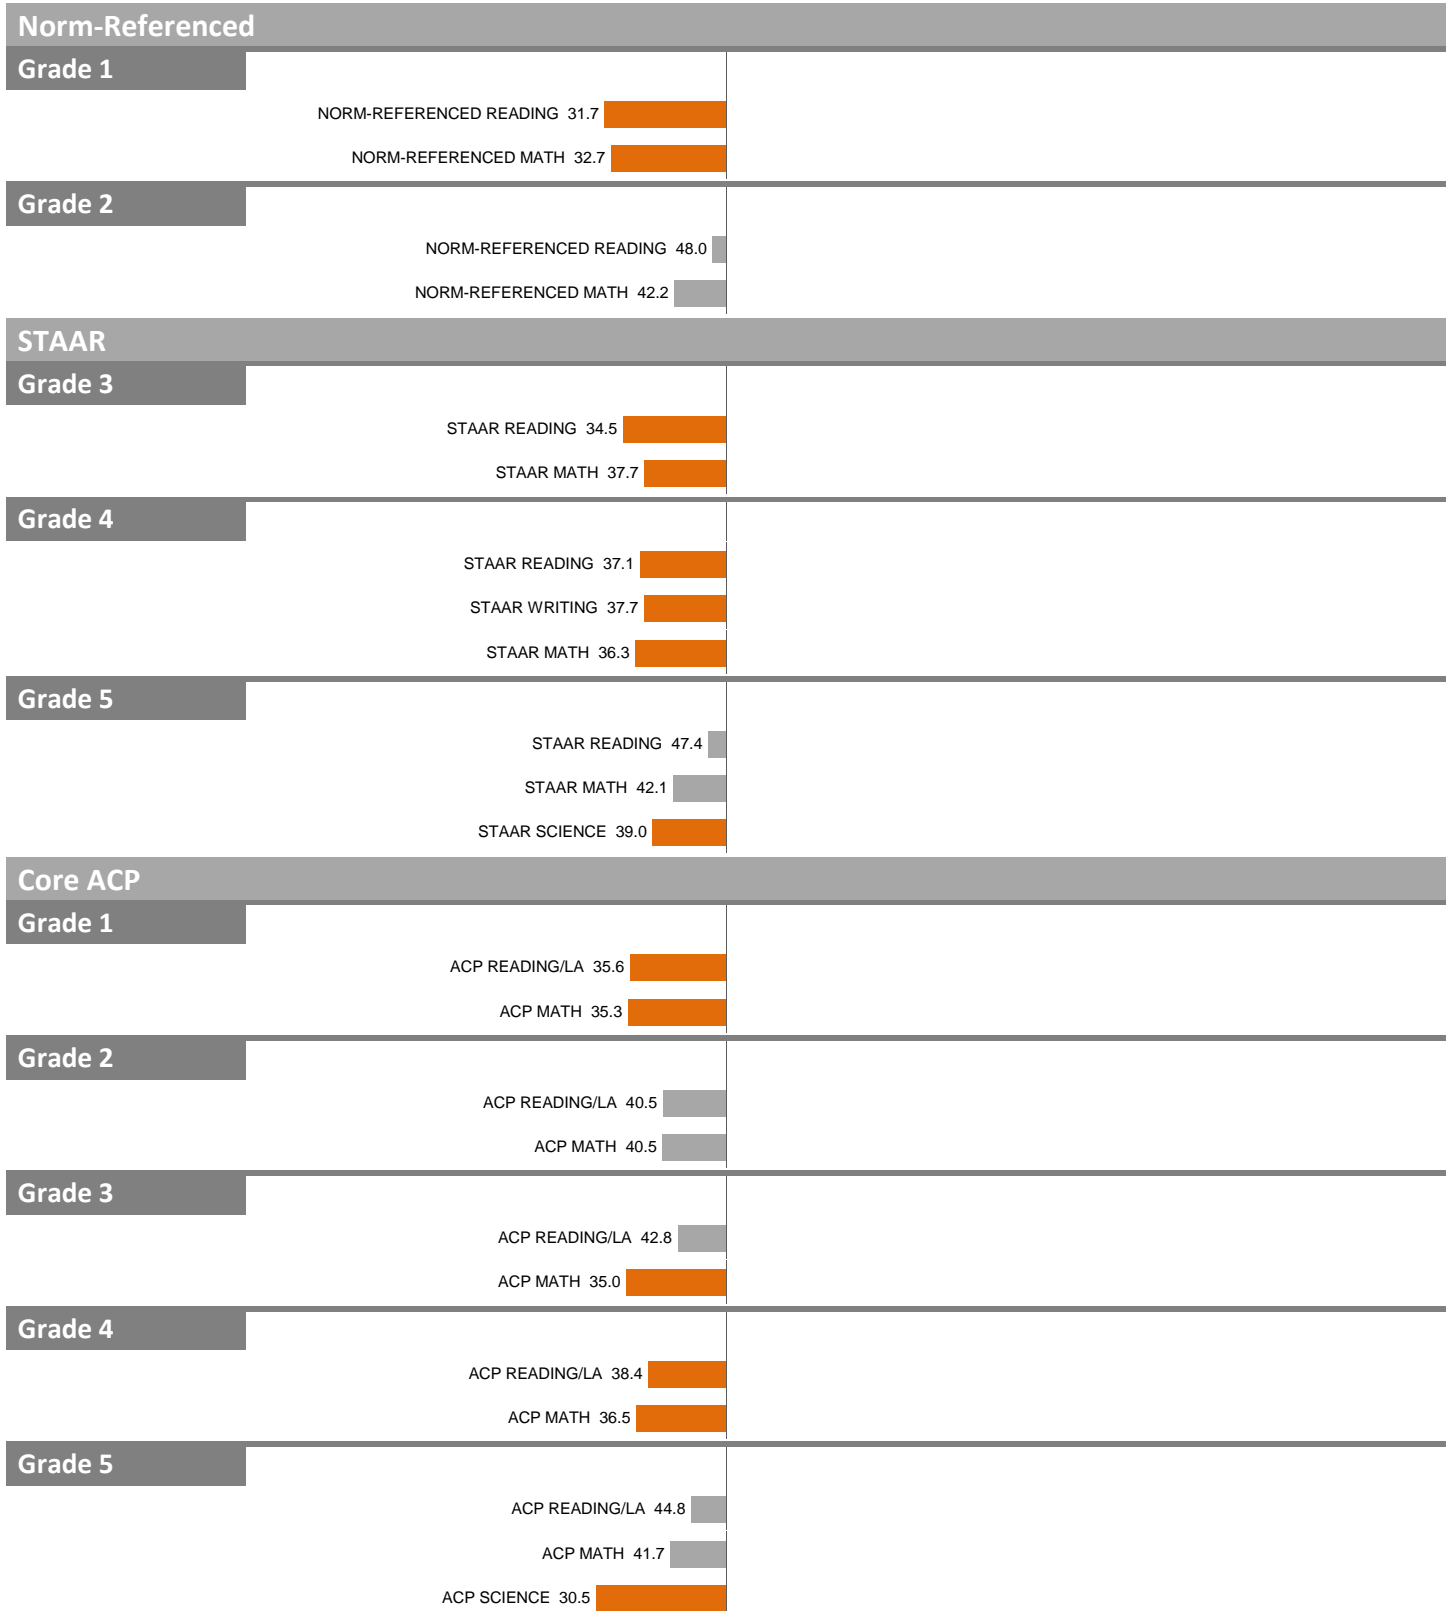 Norm-Referenced
Grade 1
NORM-REFERENCED READING 31.7
NORM-REFERENCED MATH 32.7
Grade 2
NORM-REFERENCED READING 48.0
NORM-REFERENCED MATH 42.2
STAAR
Grade 3
STAAR READING 34.5
STAAR MATH 37.7
Grade 4
STAAR READING 37.1
STAAR WRITING 37.7
STAAR MATH 36.3
Grade 5
STAAR READING 47.4
STAAR MATH 42.1
STAAR SCIENCE 39.0
Core ACP
Grade 1
ACP READING/LA 35.6
ACP MATH 35.3
Grade 2
ACP READING/LA 40.5
ACP MATH 40.5
Grade 3
ACP READING/LA 42.8
ACP MATH 35.0
Grade 4
ACP READING/LA 38.4
ACP MATH 36.5
Grade 5
ACP READING/LA 44.8
ACP MATH 41.7
ACP SCIENCE 30.5